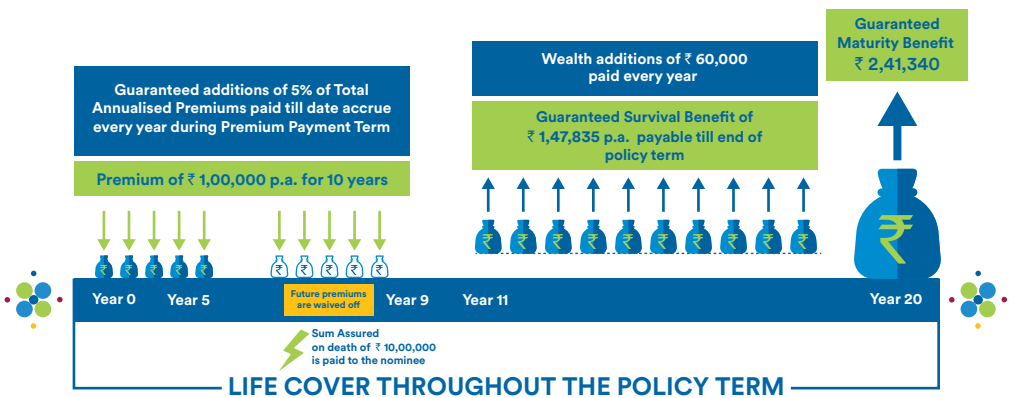 Guaranteed additions of 5% of Total
Annualised Premiums paid till date accrue
every year during Premium Payment Term
Premium of ₹ 1,00,000 p.a. for 10 years
Wealth additions of ₹ 60,000
paid every year
Guaranteed Survival Benefit of
₹ 1,47,835 p.a. payable till end of
policy term
Guaranteed
Maturity Benefit
₹ 2,41,340
₹ ₹ ₹ ₹ ₹ ₹ ₹ ₹ ₹ ₹
₹ ₹ ₹ ₹ ₹ ₹ ₹ ₹ ₹ ₹
₹
Year 0
Year 5
Future premiums
are waived off
Year 9
Year 11
Year 20
Sum Assured
on death of ₹ 10,00,000
is paid to the nominee
LIFE COVER THROUGHOUT THE POLICY TERM